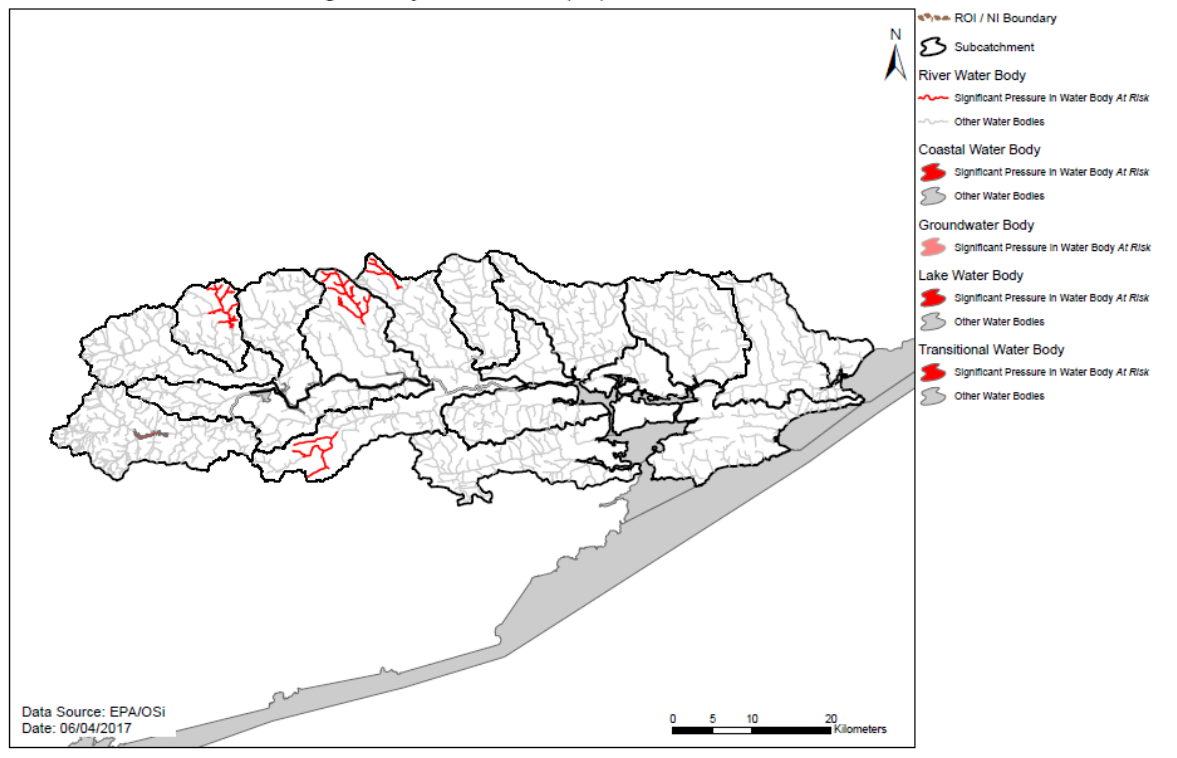 N
Data Source: EPA/OSi
Date: 06/04/2017
0 5 10 20
Kilometers
ROI / NI Boundary
Subcatchment
River Water Body
Significant Pressure In Water Body At Risk
Other Water Bodies
Coastal Water Body
Significant Pressure In Water Body At Risk
Other Water Bodies
Groundwater Body
Significant Pressure In Water Body At Risk
Lake Water Body
Significant Pressure In Water Body At Risk
Other Water Bodies
Transitional Water Body
Significant Pressure In Water Body At Risk
Other Water Bodies